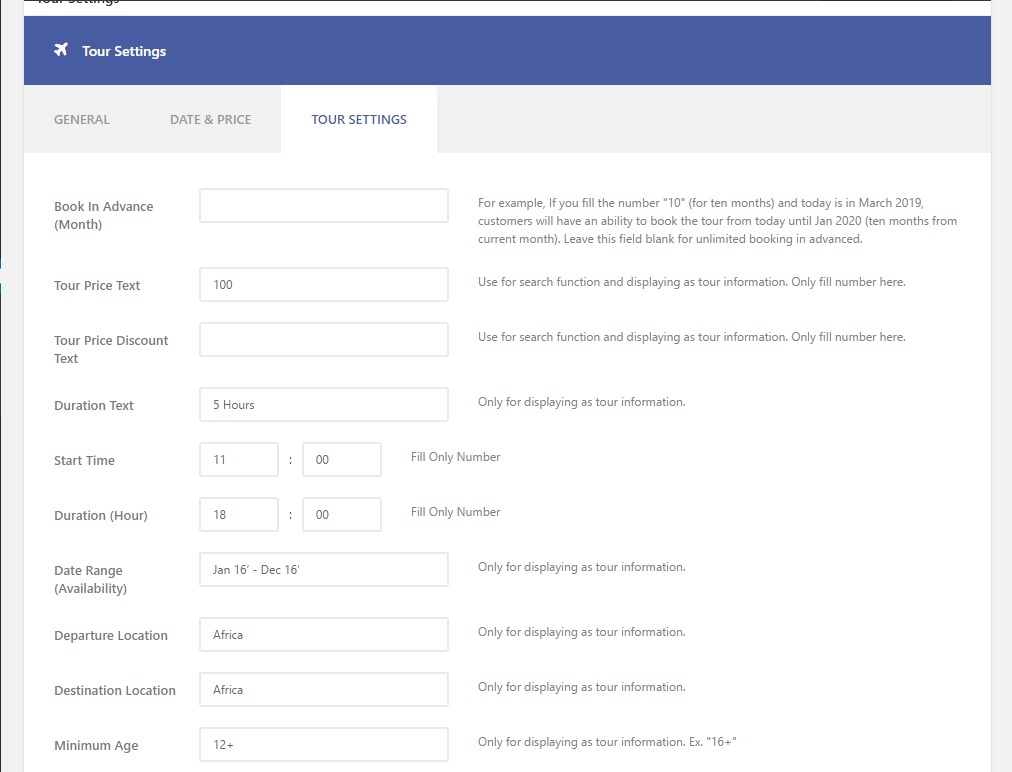 Tour Settings
Tour Settings
GENERAL
DATE & PRICE
TOUR SETTINGS
Book In Advance
(Month)
For example, If you fill the number "10" (for ten months) and today is in March 2019,
customers will have an ability to book the tour from today until Jan 2020 (ten months from
current month). Leave this field blank for unlimited booking in advanced.
Tour Price Text
100
Use for search function and displaying as tour information. Only fill number here.
Tour Price Discount
Text
Use for search function and displaying as tour information. Only fill number here.
Duration Text
5 Hours
Only for displaying as tour information.
Start Time
11 : 00
Fill Only Number
Duration (Hour)
18 : 00
Fill Only Number
Date Range
(Availability)
Jan 16’ - Dec 16’
Only for displaying as tour information.
Departure Location
Africa
Only for displaying as tour information.
Destination Location
Africa
Only for displaying as tour information.
Minimum Age
12+
Only for displaying as tour information. Ex. "16+"